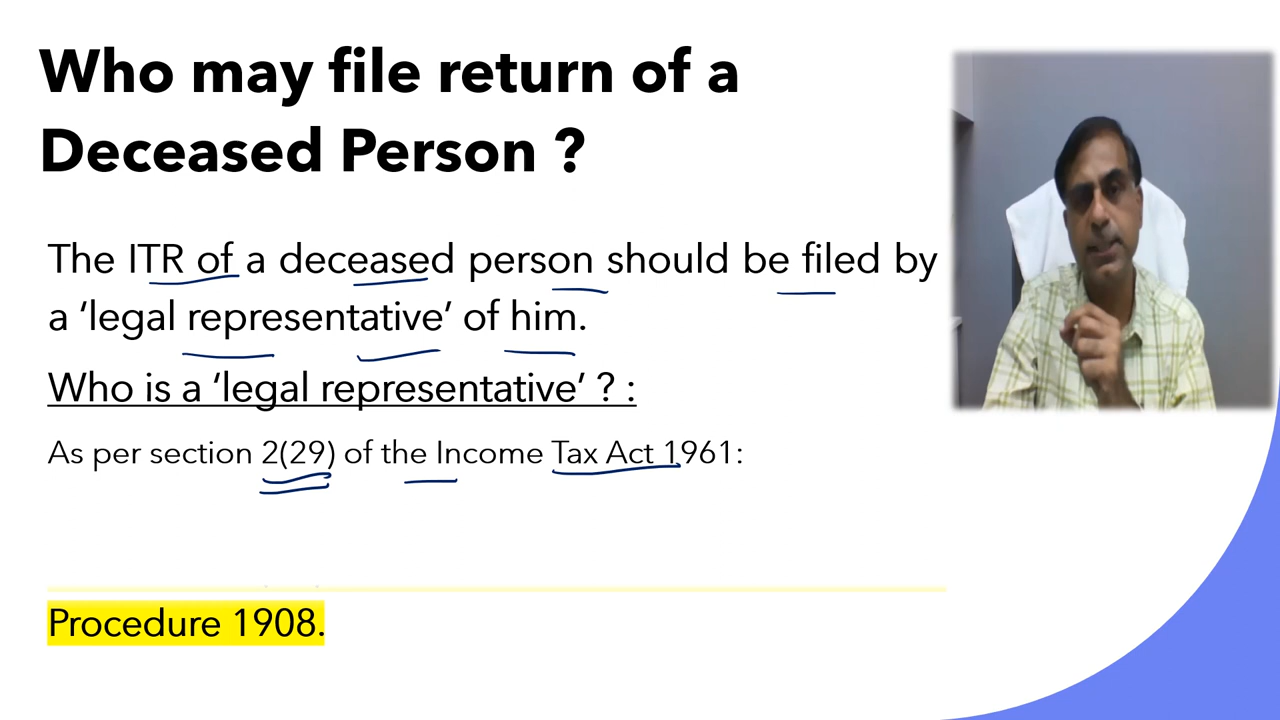 Who may file return of a
Deceased Person ?
The ITR of a deceased person should be filed by
a ‘legal representative’ of him.
Who is a ‘legal representative’ ? :
As per section 2(29) of the Income Tax Act 1961:
Procedure 1908.